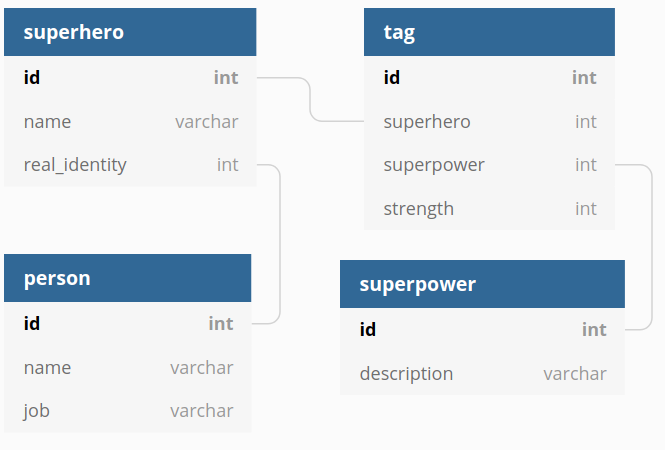 superhero
id int
name varchar
real_identity int
tag
id int
superhero int
superpower int
strength int
person
id int
name varchar
job varchar
superpower
id int
description varchar